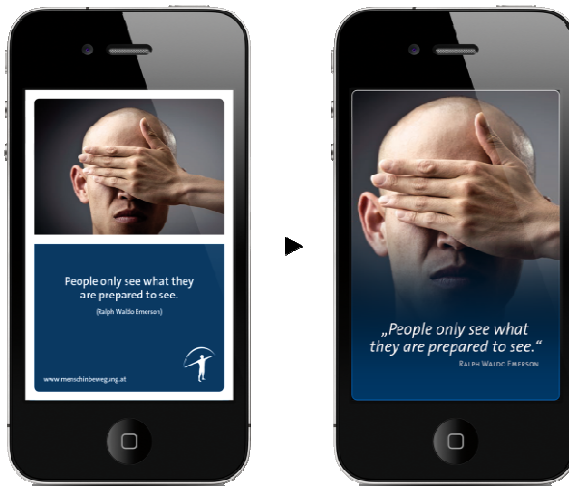 People only see what they
are prepared to see.
(Ralph Waldo Emerson)
www.menschinbewegung.at
„People only see what
they are prepared to see.“
RALPH WALDO EMERSON